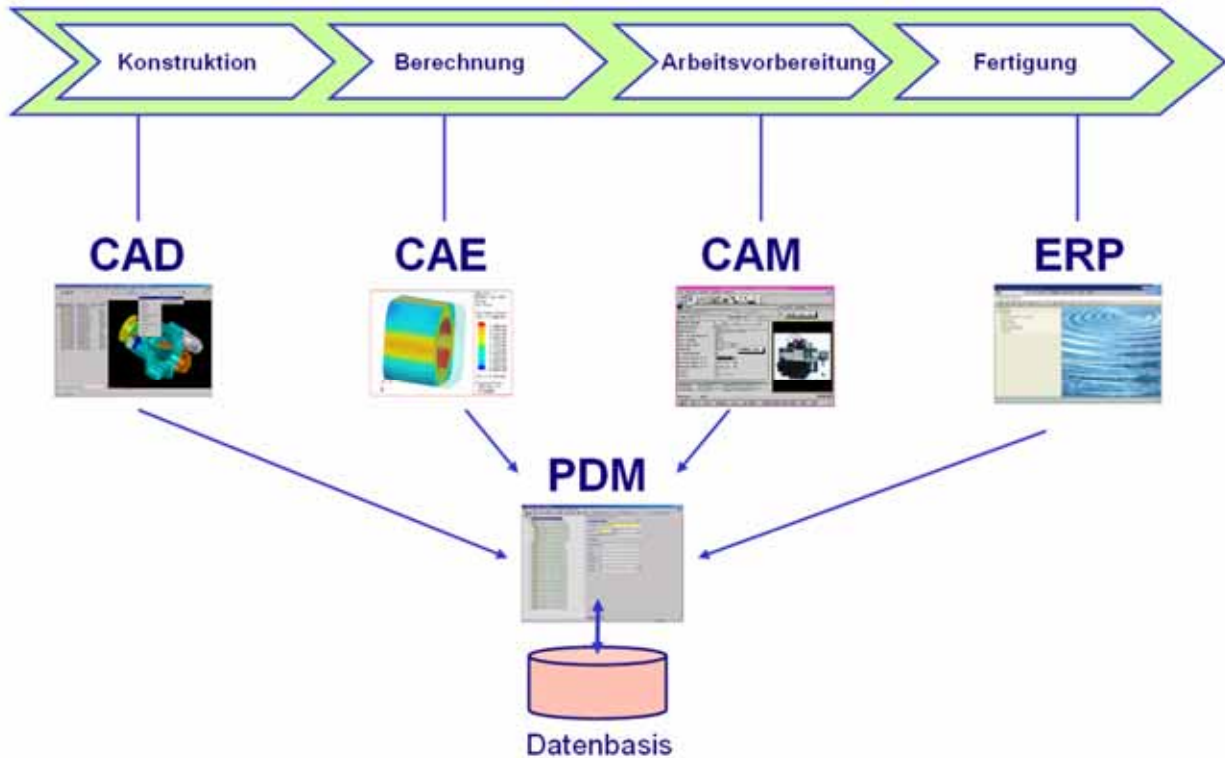 Konstruktion
Berechnung
Arbeitsvorbereitung
Fertigung
CAD
CAE
CAM
ERP
PDM
Datenbasis